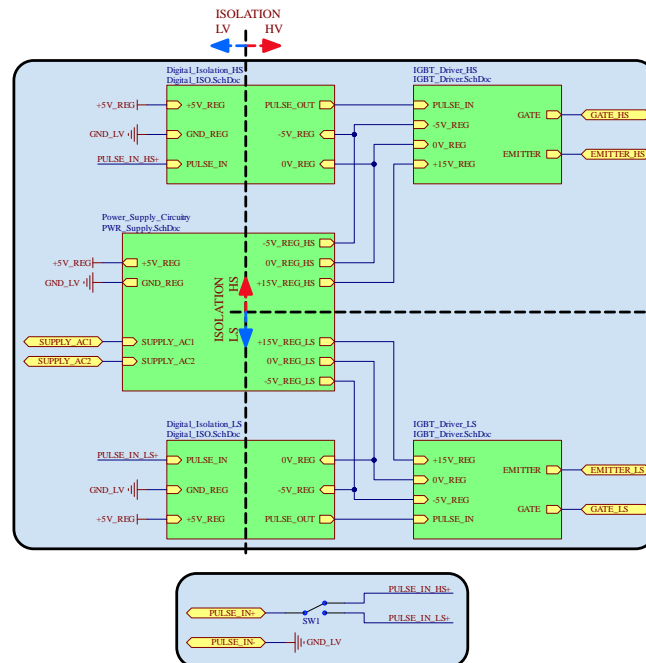 ISOLATION
LV HV
Digital_Isolation_HS
Digital_ISO.SchDoc
+5V_REG
+5V_REG
PULSE_OUT
GND_LV
GND_REG
-5V_REG
PULSE_IN_HS+
PULSE_IN
0V_REG
IGBT_Driver_HS
IGBT_Driver.SchDoc
PULSE_IN
-5V_REG
0V_REG
+15V_REG
GATE
GATE_HS
EMITTER
EMITTER_HS
Power_Supply_Circuitry
PWR_Supply.SchDoc
-5V_REG_HS
+5V_REG
+5V_REG
0V_REG_HS
GND_LV
GND_REG
+15V_REG_HS
ISOLATION
LS HS
SUPPLY_AC1
SUPPLY_AC1
+15V_REG_LS
SUPPLY_AC2
SUPPLY_AC2
0V_REG_LS
-5V_REG_LS
Digital_Isolation_LS
Digital_ISO.SchDoc
PULSE_IN_LS+
PULSE_IN
0V_REG
GND_LV
GND_REG
-5V_REG
+5V_REG
+5V_REG
PULSE_OUT
IGBT_Driver_LS
IGBT_Driver.SchDoc
+15V_REG
0V_REG
-5V_REG
PULSE_IN
EMITTER
EMITTER_LS
GATE
GATE_LS
PULSE_IN_HS+
PULSE_IN+
SW1
PULSE_IN_LS+
PULSE_IN-
GND_LV